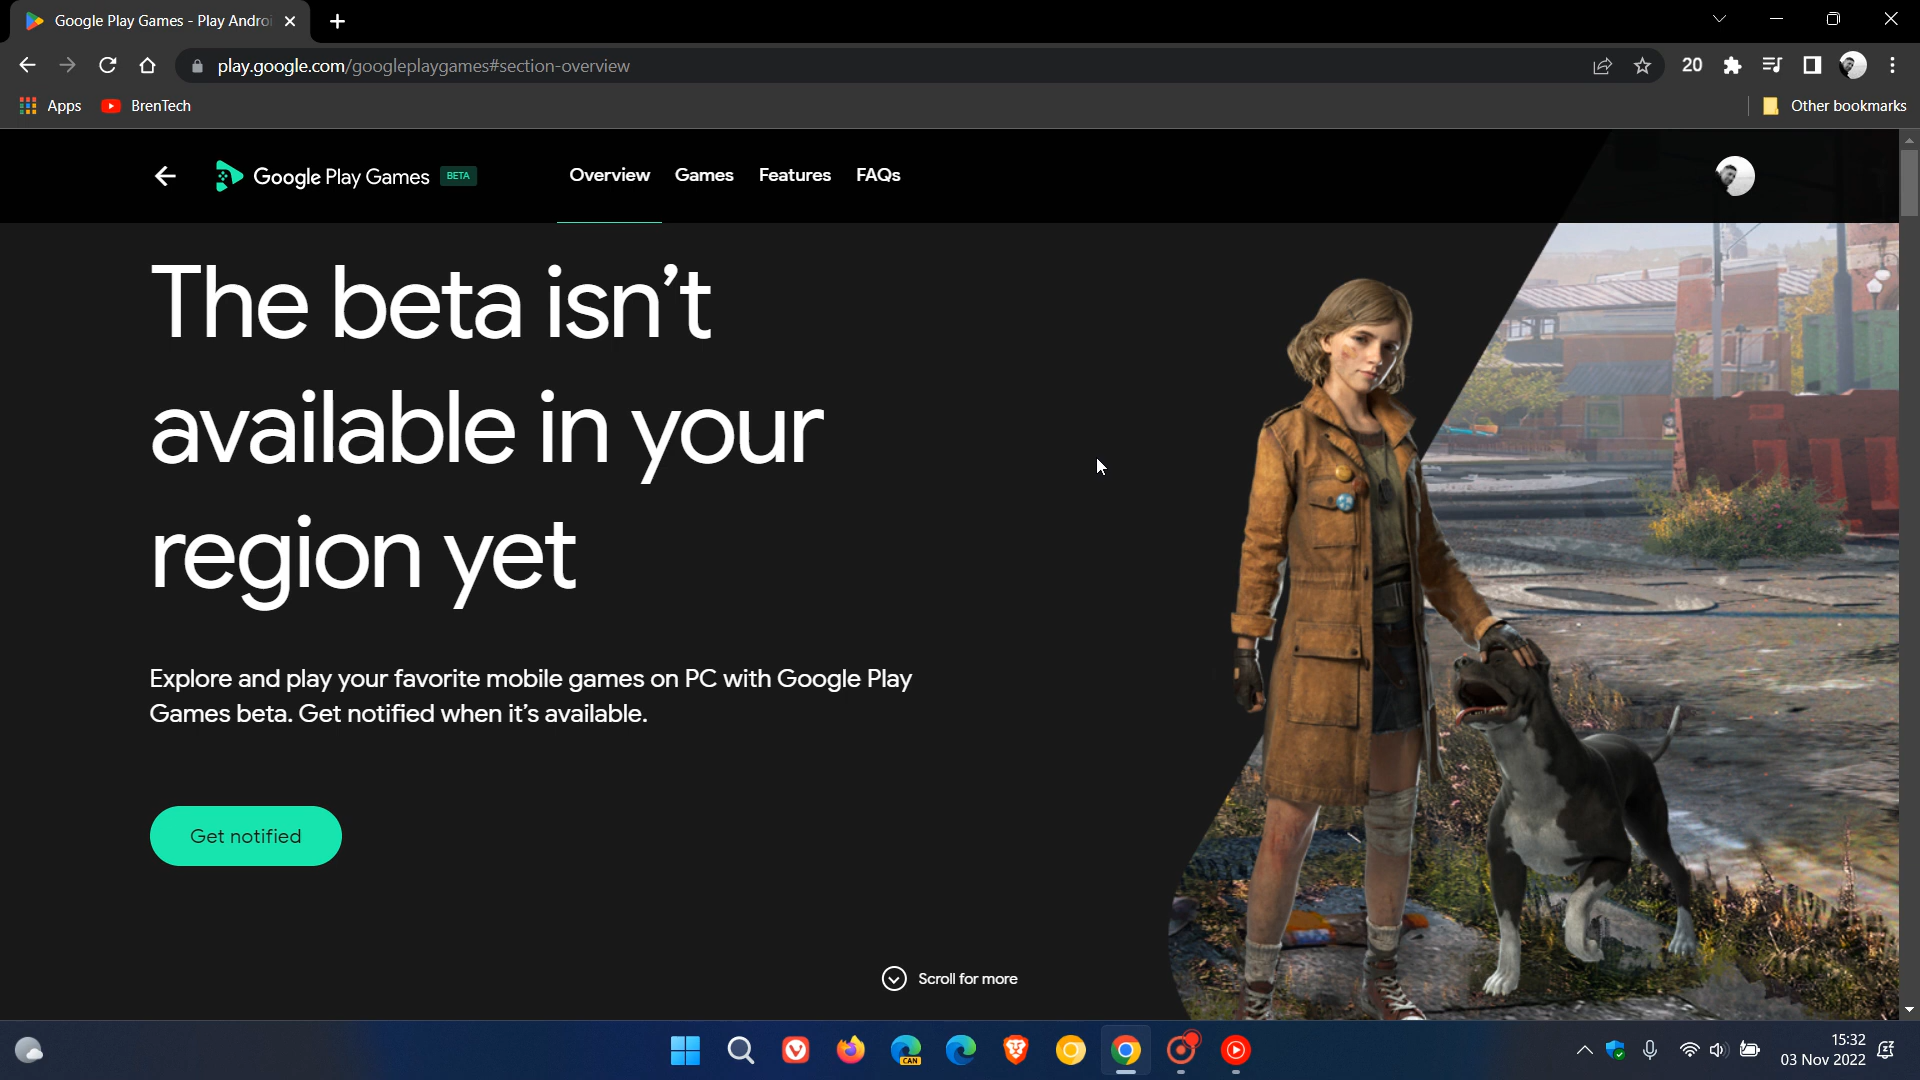 Google Play Games - Play Androi
play.google.com/googleplaygames#section-overview
20
Apps
BrenTech
Other bookmarks
Google Play Games BETA
Overview
Games
Features
FAQs
The beta isn't
available in your
region yet
Explore and play your favorite mobile games on PC with Google Play
Games beta. Get notified when it's available.
Get notified
Scroll for more
CAN
15:32
03 Nov 2022